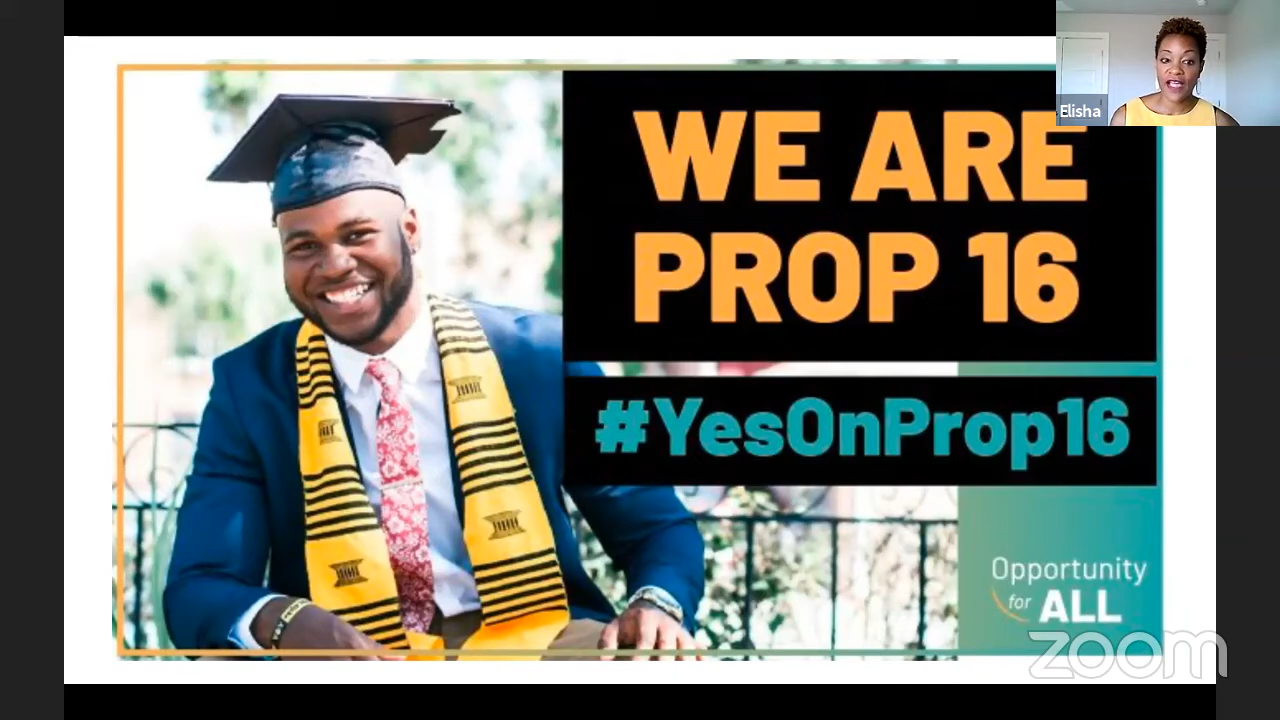 Elisha
WE ARE
PROP 16
#YesOnProp16
Opportunity
for ALL
zoom